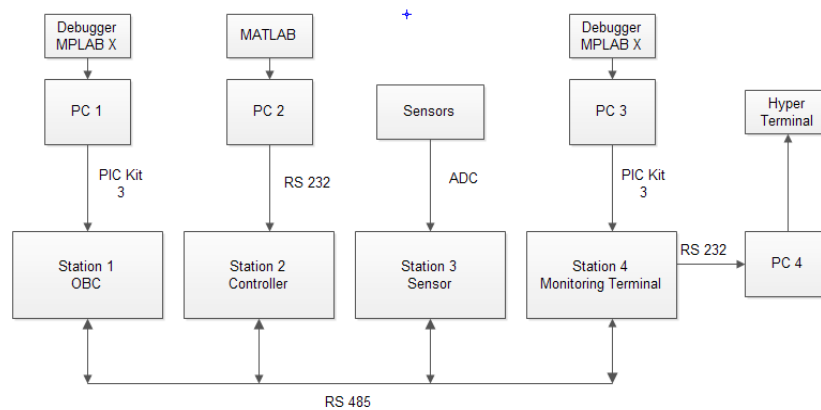 Debugger
MPLAB X
MATLAB
Debugger
MPLAB X
PC 1
PC 2
Sensors
PC 3
Hyper
Terminal
PIC Kit
3
RS 232
ADC
PIC Kit
3
Station 1
OBC
Station 2
Controller
Station 3
Sensor
Station 4
Monitoring Terminal
RS 232
PC 4
RS 485